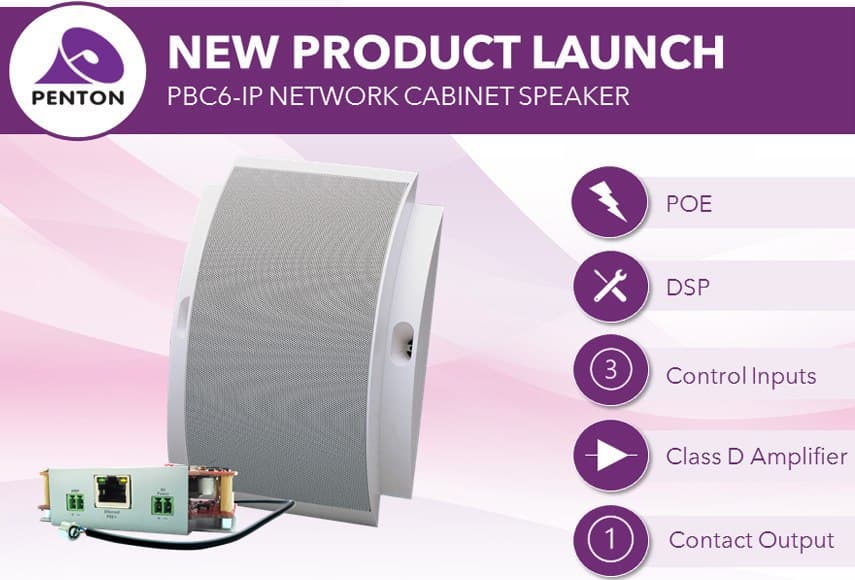 PENTON
NEW PRODUCT LAUNCH
PBC6-IP NETWORK CABINET SPEAKER
POE
DSP
3
Control Inputs
Class D Amplifier
1
Contact Output
Ethernet